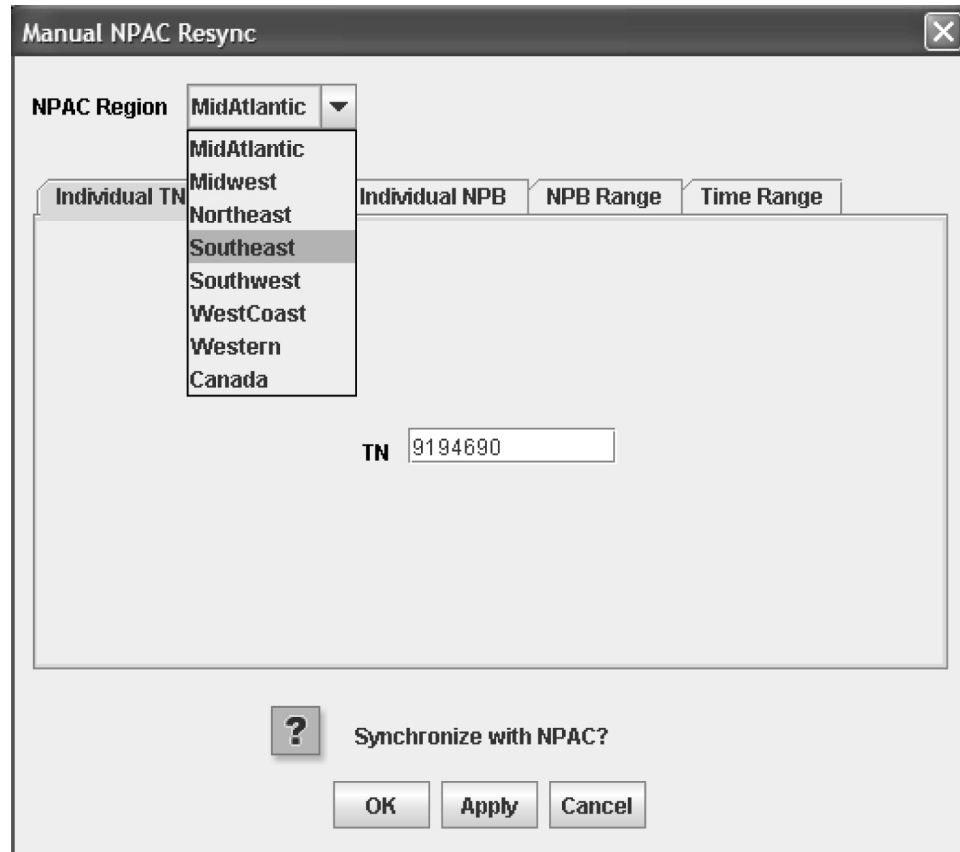 Manual NPAC Resync
NPAC Region MidAtlantic
MidAtlantic
Midwest
Northeast
Southeast
Southwest
WestCoast
Western
Canada
Individual TN Individual NPB NPB Range Time Range
TN 9194690
? Synchronize with NPAC?
OK Apply Cancel